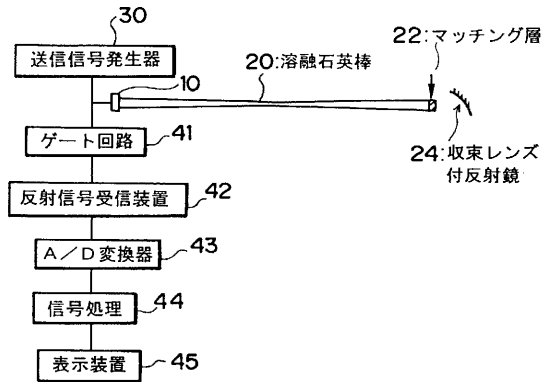 30
送信信号発生器
10
20:溶融石英棒
22:マッチング層
24:収束レンズ
付反射鏡
ゲート回路
41
反射信号受信装置
42
A/D変換器
43
信号処理
44
表示装置
45